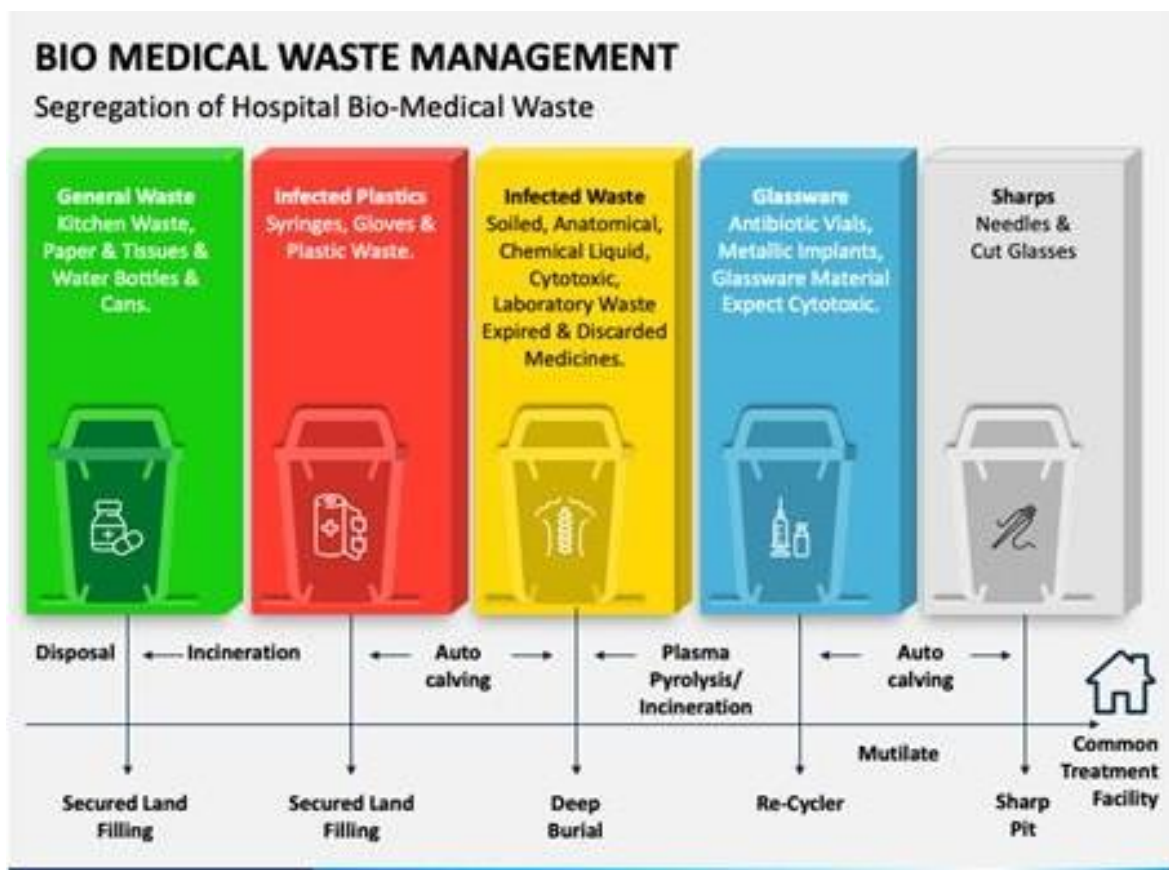 BIO MEDICAL WASTE MANAGEMENT
Segregation of Hospital Bio-Medical Waste
General Waste
Kitchen Waste,
Paper & Tissues &
Water Bottles &
Cans.
Infected Plastics
Syringes, Gloves &
Plastic Waste.
Infected Waste
Soiled, Anatomical,
Chemical Liquid,
Cytotoxic,
Laboratory Waste
Expired & Discarded
Medicines.
Glassware
Antibiotic Vials,
Metallic Implants,
Glassware Material
Expect Cytotoxic.
Sharps
Needles &
Cut Glasses
Disposal
Incineration
Auto
calving
Plasma
Pyrolysis/
Incineration
Auto
calving
Mutilate
Common
Treatment
Facility
Secured Land
Filling
Secured Land
Filling
Deep
Burial
Re-Cycler
Sharp
Pit